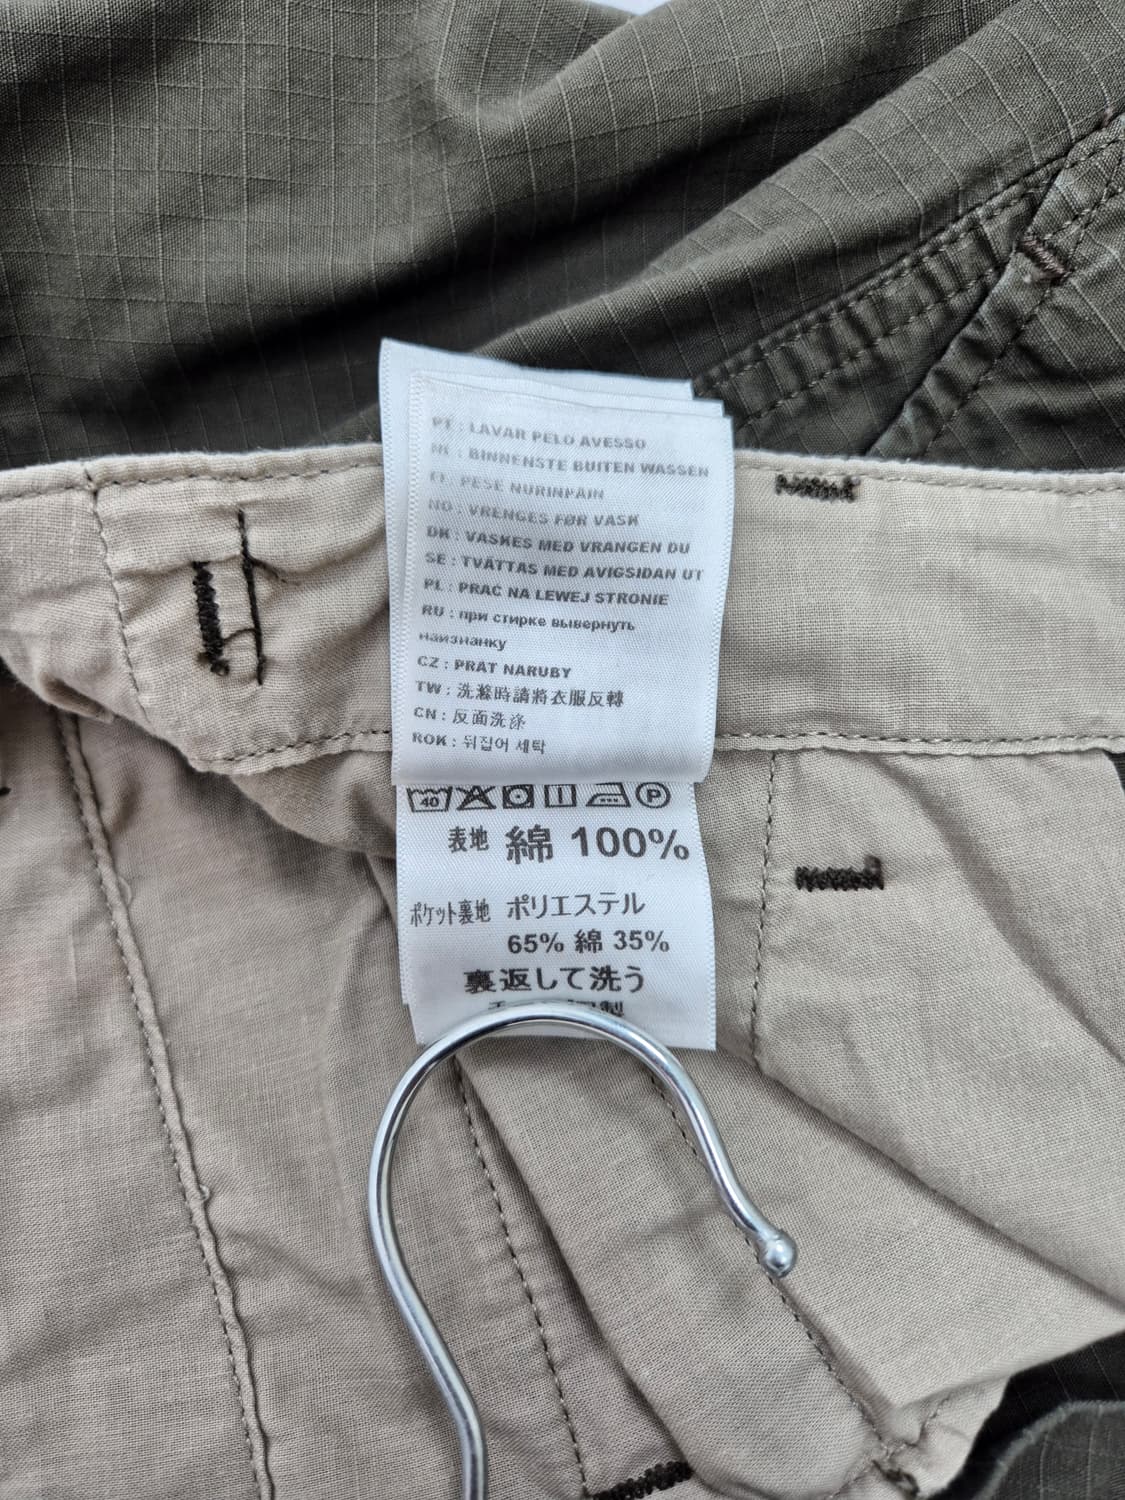 PT : LAVAR PELO AVESSO
NL : BINNENSTE BUITEN WASSEN
FI : PESE NURINPÄIN
NO : VRENGES FØR VASK
DK : VASKES MED VRANGEN DU
SE : TVÄTTAS MED AVIGSIDAN UT
PL : PRAĆ NA LEWEJ STRONIE
RU : при стирке вывернуть
наизнанку
CZ : PRÁT NARUBY
TW : 洗滌時請將衣服反轉
CN : 反面洗涤
ROK : 뒤집어 세탁
40 P
表地 綿 100%
ポケット裏地 ポリエステル
65% 綿 35%
裏返して洗う